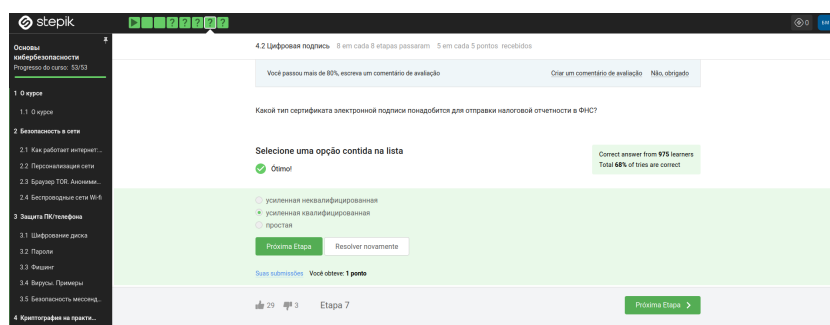 stepik
? ? ? ? ?
0
БМ
Основы
кибербезопасности
Progresso do curso: 53/53
1 О курсе
1.1 О курсе
2 Безопасность в сети
2.1 Как работает интернет:...
2.2 Персонализация сети
2.3 Браузер TOR. Аноними...
2.4 Беспроводные сети Wi-fi
3 Защита ПК/телефона
3.1 Шифрование диска
3.2 Пароли
3.3 Фишинг
3.4 Вирусы. Примеры
3.5 Безопасность мессенд...
4 Криптография на практи...
4.2 Цифровая подпись 8 em cada 8 etapas passaram 5 em cada 5 pontos recebidos
Você passou mais de 80%, escreva um comentário de avaliação Criar um comentário de avaliação Não, obrigado
Какой тип сертификата электронной подписи понадобится для отправки налоговой отчетности в ФНС?
Selecione uma opção contida na lista
Ótimo!
Correct answer from 975 learners
Total 68% of tries are correct
усиленная неквалифицированная
усиленная квалифицированная
простая
Próxima Etapa Resolver novamente
Suas submissões Você obteve: 1 ponto
29 3 Etapa 7 Próxima Etapa